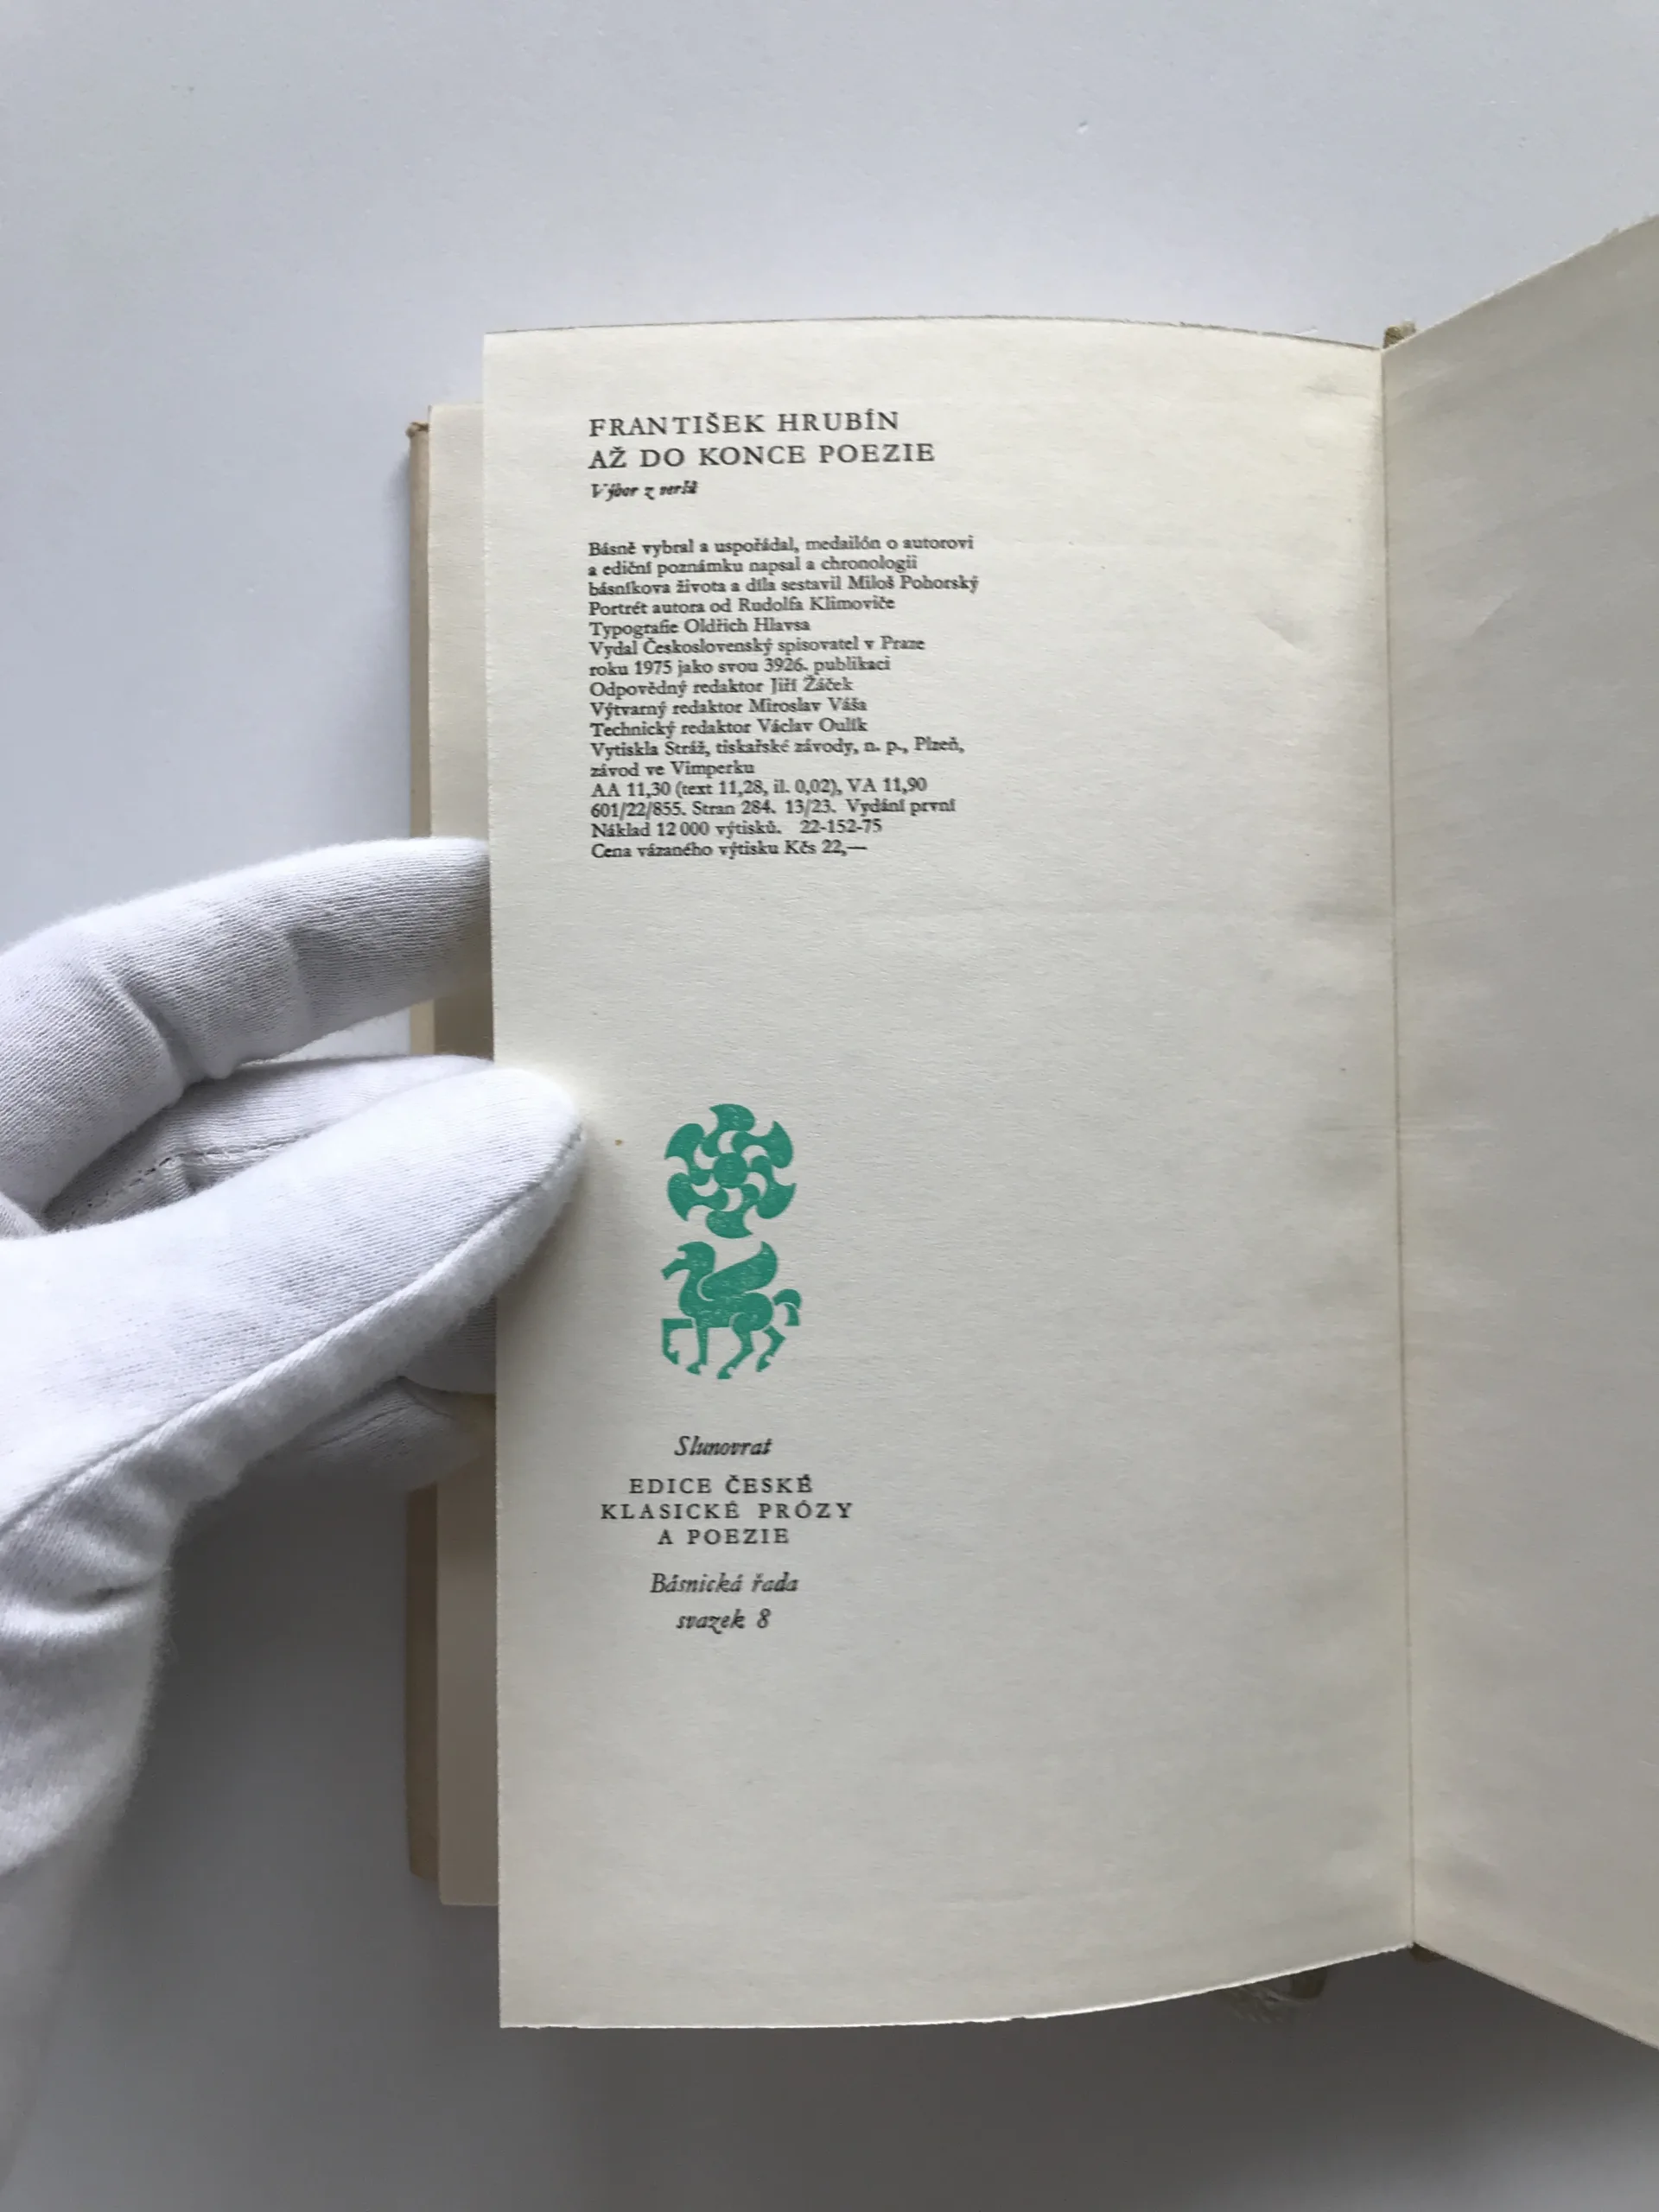 FRANTIŠEK HRUBÍN
AŽ DO KONCE POEZIE
Výbor z veršů
Básně vybral a uspořádal, medailón o autorovi
a ediční poznámku napsal a chronologii
básníkova života a díla sestavil Miloš Pohorský
Portrét autora od Rudolfa Klimoviče
Typografie Oldřich Hlavsa
Vydal Československý spisovatel v Praze
roku 1975 jako svou 3926. publikaci
Odpovědný redaktor Jiří Žáček
Výtvarný redaktor Miroslav Váša
Technický redaktor Václav Oulík
Vytiskla Stráž, tiskařské závody, n. p., Plzeň,
závod ve Vimperku
AA 11,30 (text 11,28, il. 0,02), VA 11,90
601/22/855. Stran 284. 13/23. Vydání první
Náklad 12 000 výtisků. 22-152-75
Cena vázaného výtisku Kčs 22,—
Slunovrat
EDICE ČESKÉ
KLASICKÉ PRÓZY
A POEZIE
Básnická řada
svazek 8